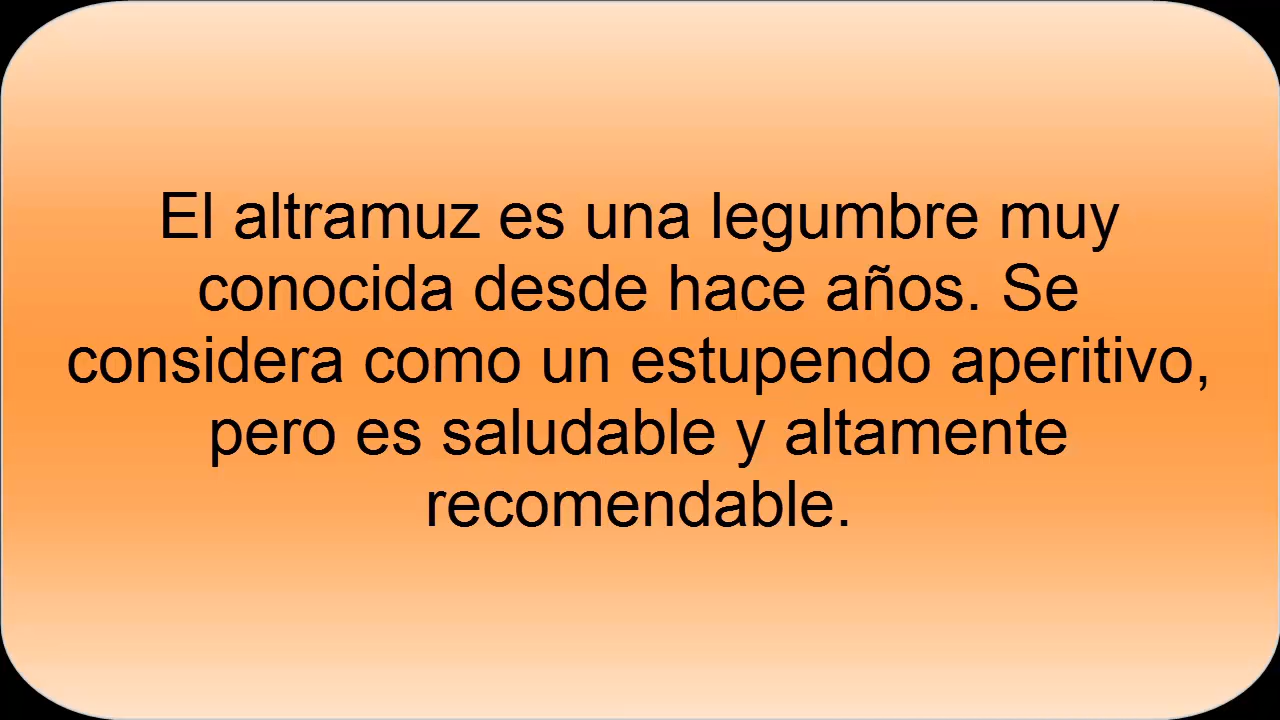 El altramuz es una legumbre muy
conocida desde hace años. Se
considera como un estupendo aperitivo,
pero es saludable y altamente
recomendable.